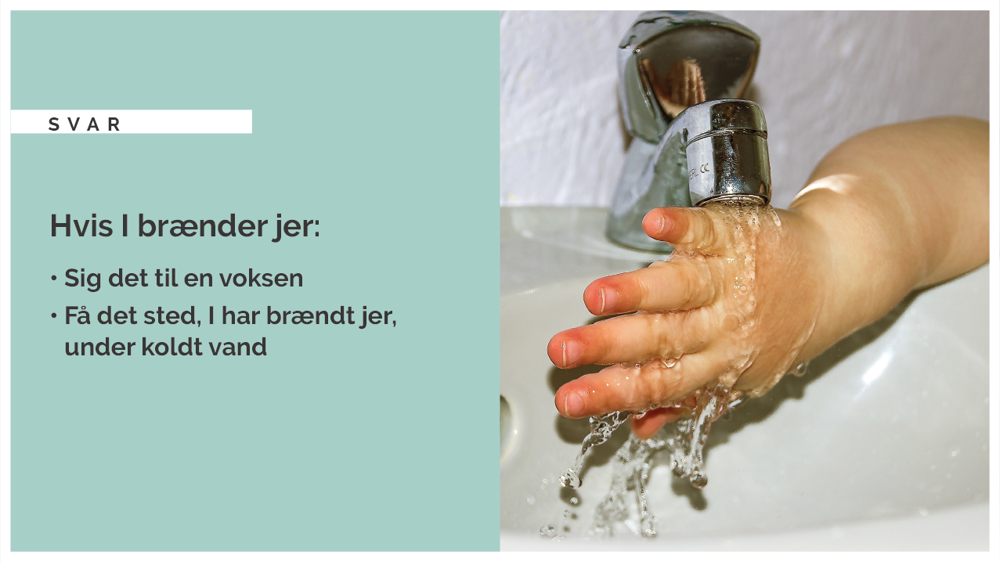 SVAR
Hvis I brænder jer:
• Sig det til en voksen
• Få det sted, I har brændt jer,
under koldt vand